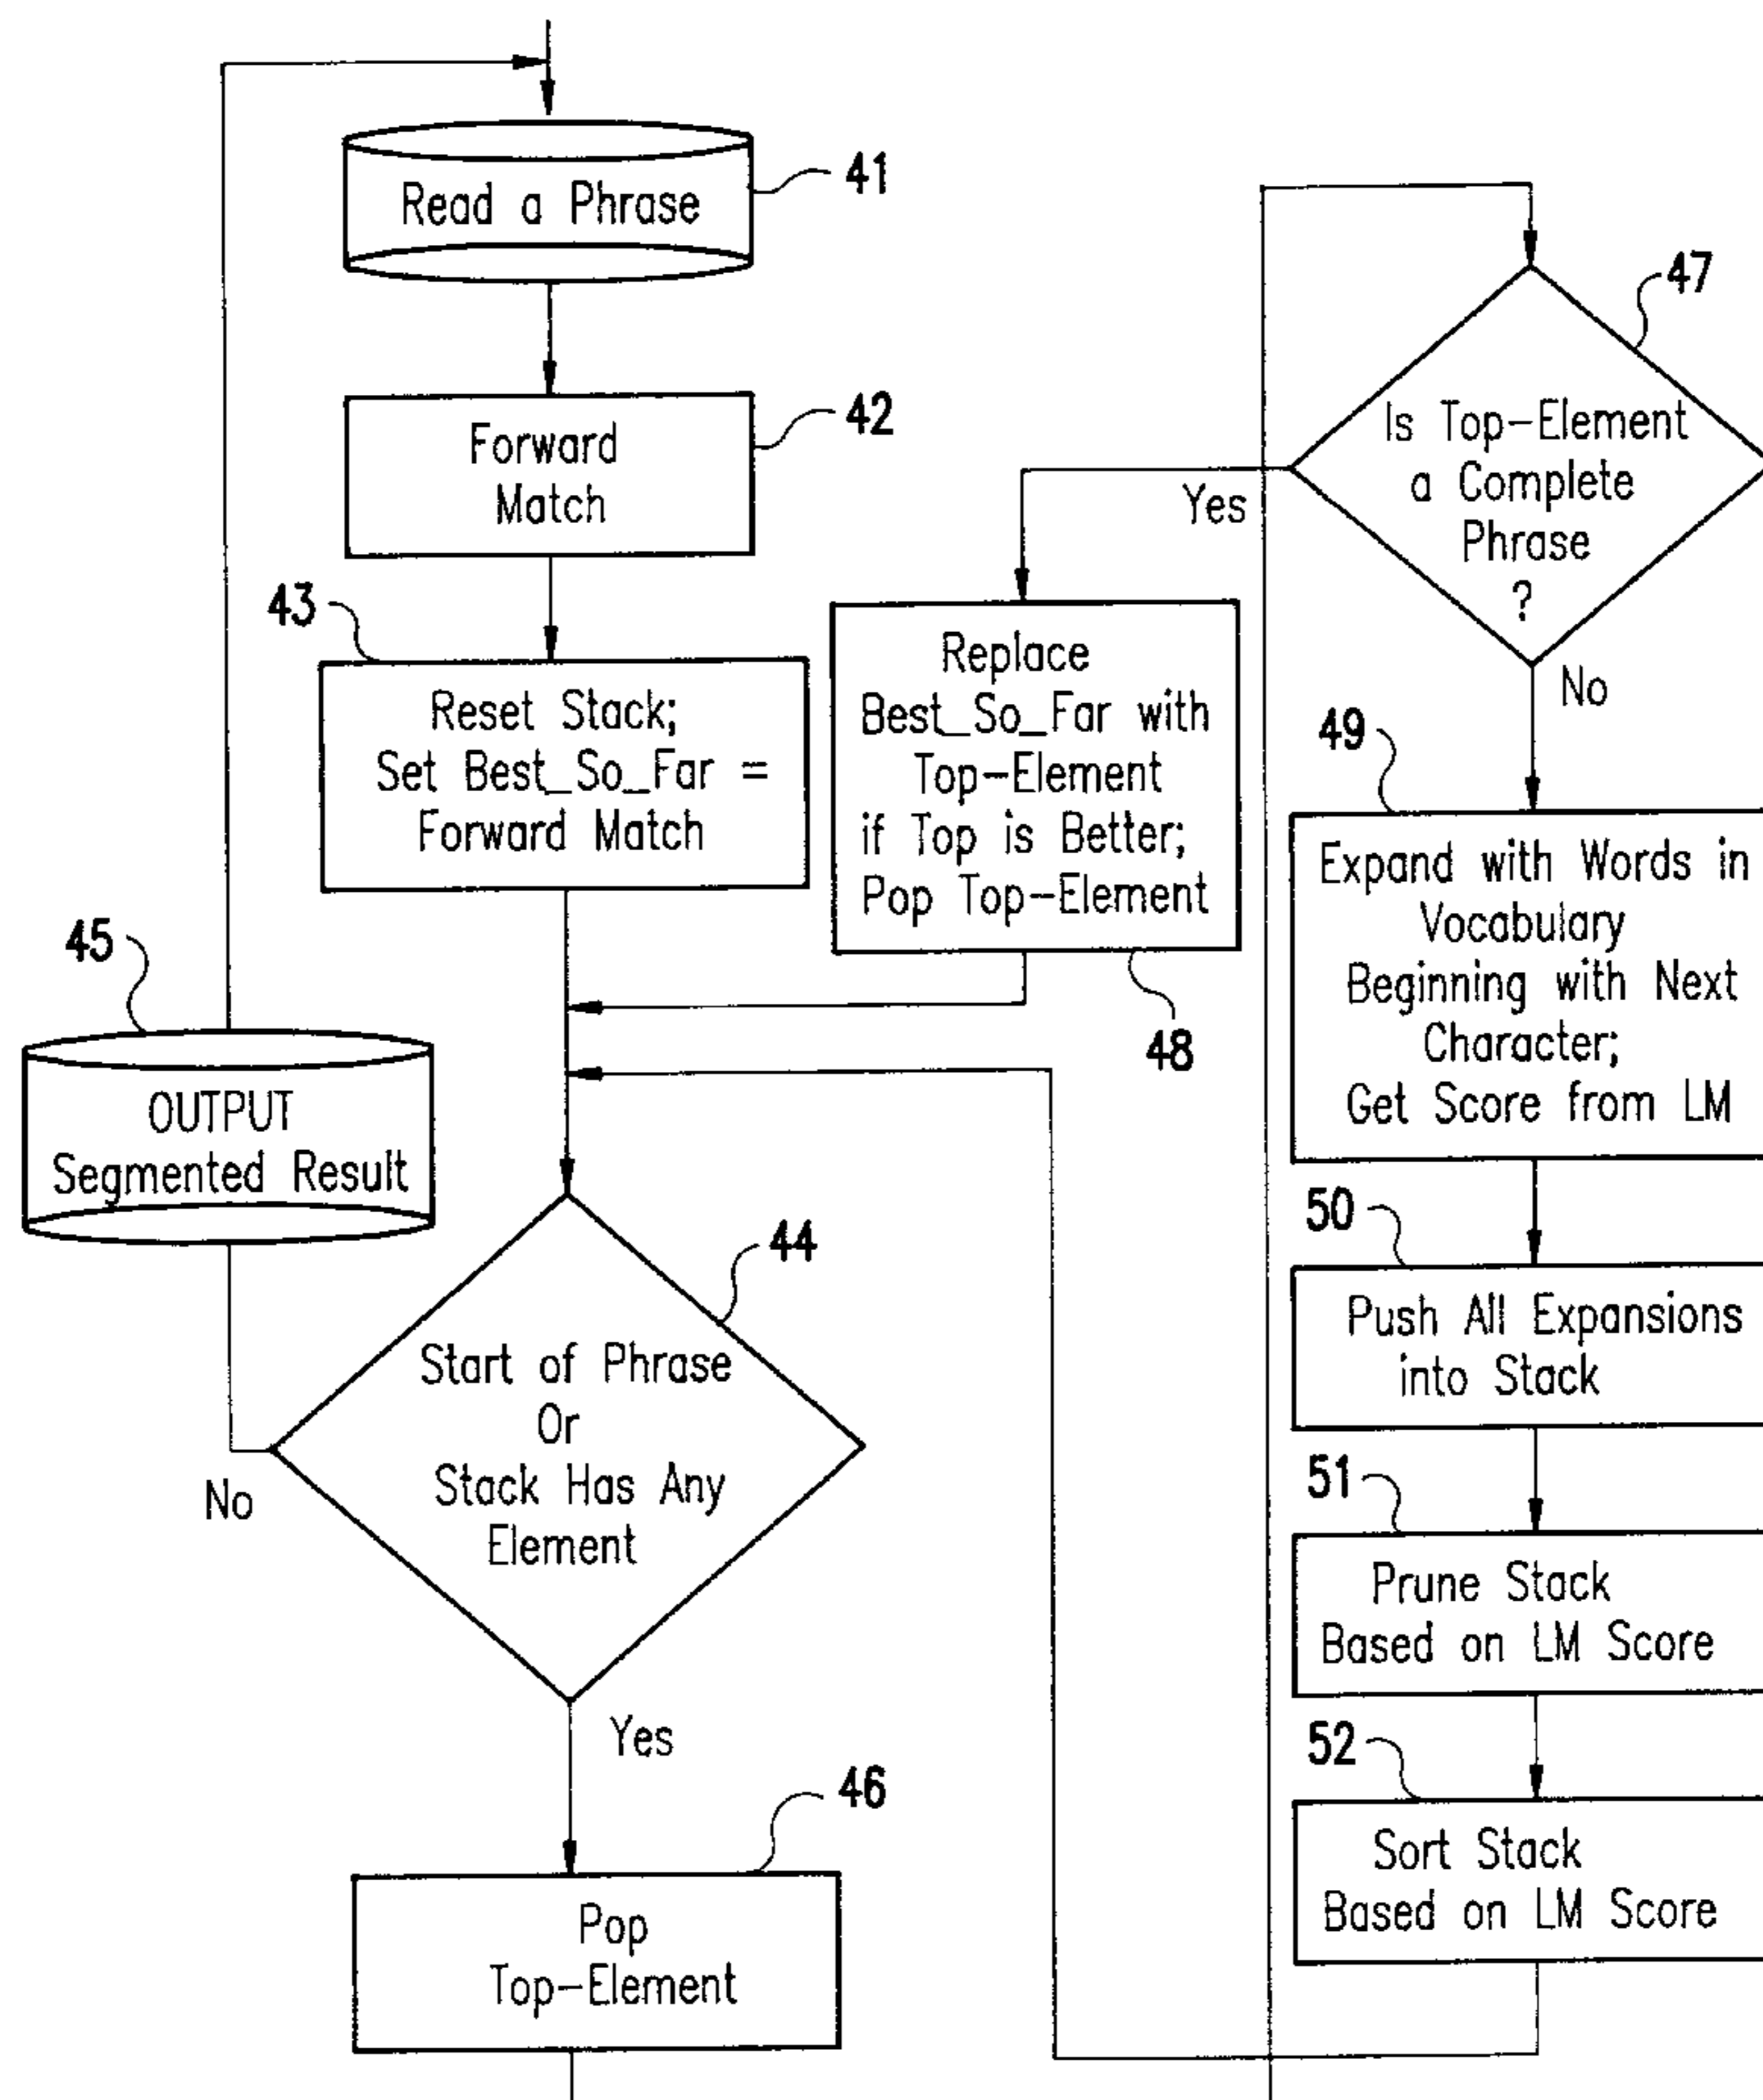 Read a Phrase
41
Forward
Match
42
43
Reset Stack;
Set Best_So_Far =
Forward Match
45
OUTPUT
Segmented Result
44
Start of Phrase
Or
Stack Has Any
Element
No
Yes
46
Pop
Top-Element
47
Is Top-Element
a Complete
Phrase
?
Yes
No
Replace
Best_So_Far with
Top-Element
if Top is Better;
Pop Top-Element
48
49
Expand with Words in
Vocabulary
Beginning with Next
Character;
Get Score from LM
50
Push All Expansions
into Stack
51
Prune Stack
Based on LM Score
52
Sort Stack
Based on LM Score